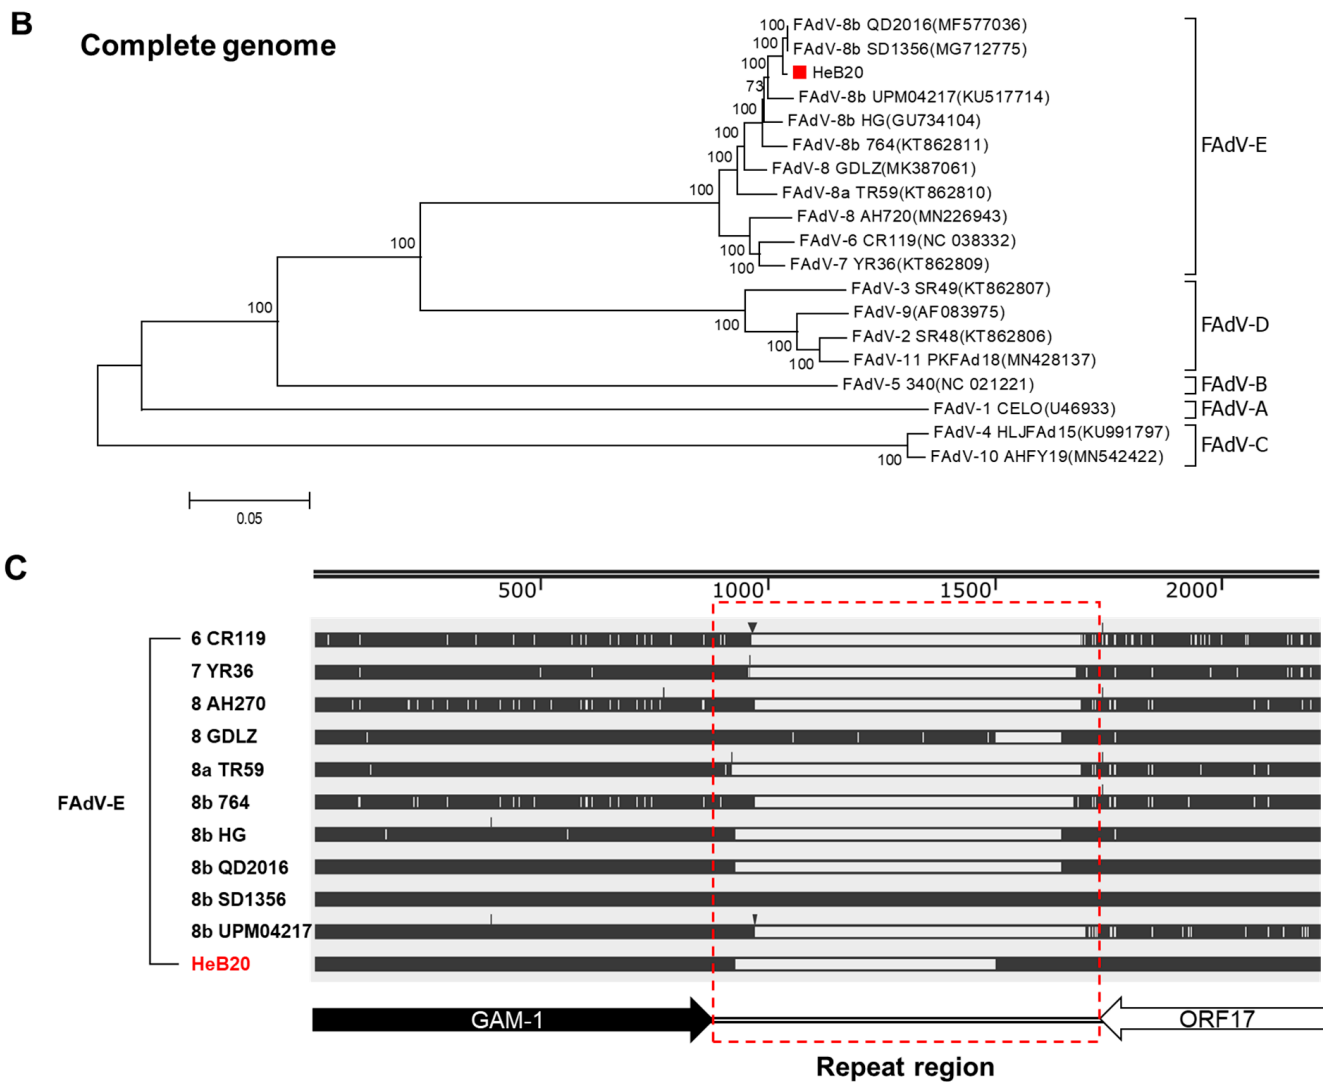 B
Complete genome
100 FAdV-8b QD2016(MF577036)
100 FAdV-8b SD1356(MG712775)
100 HeB20
73 FAdV-8b UPM04217(KU517714)
100 FAdV-8b HG(GU734104)
100 FAdV-8b 764(KT862811)
100 FAdV-8 GDLZ(MK387061)
100 FAdV-8a TR59(KT862810)
FAdV-8 AH720(MN226943)
100 FAdV-6 CR119(NC 038332)
100 FAdV-7 YR36(KT862809)
FAdV-E
100
100
FAdV-3 SR49(KT862807)
100 FAdV-9(AF083975)
100 FAdV-2 SR48(KT862806)
100 FAdV-11 PKFAd18(MN428137)
FAdV-D
FAdV-5 340(NC 021221) FAdV-B
FAdV-1 CELO(U46933) FAdV-A
FAdV-4 HLJFAd15(KU991797)
100 FAdV-10 AHFY19(MN542422)
FAdV-C
0.05
C
500 1000 1500 2000
6 CR119
7 YR36
8 AH270
8 GDLZ
8a TR59
FAdV-E
8b 764
8b HG
8b QD2016
8b SD1356
8b UPM04217
HeB20
GAM-1 ORF17
Repeat region